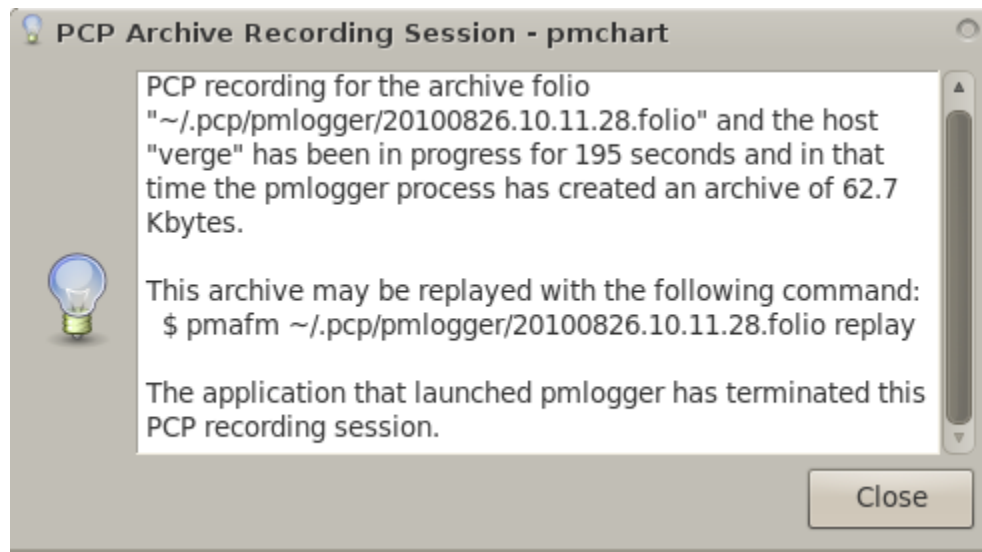 PCP Archive Recording Session - pmchart
PCP recording for the archive folio
"~/.pcp/pmlogger/20100826.10.11.28.folio" and the host
"verge" has been in progress for 195 seconds and in that
time the pmlogger process has created an archive of 62.7
Kbytes.
This archive may be replayed with the following command:
$ pmafm ~/.pcp/pmlogger/20100826.10.11.28.folio replay
The application that launched pmlogger has terminated this
PCP recording session.
Close